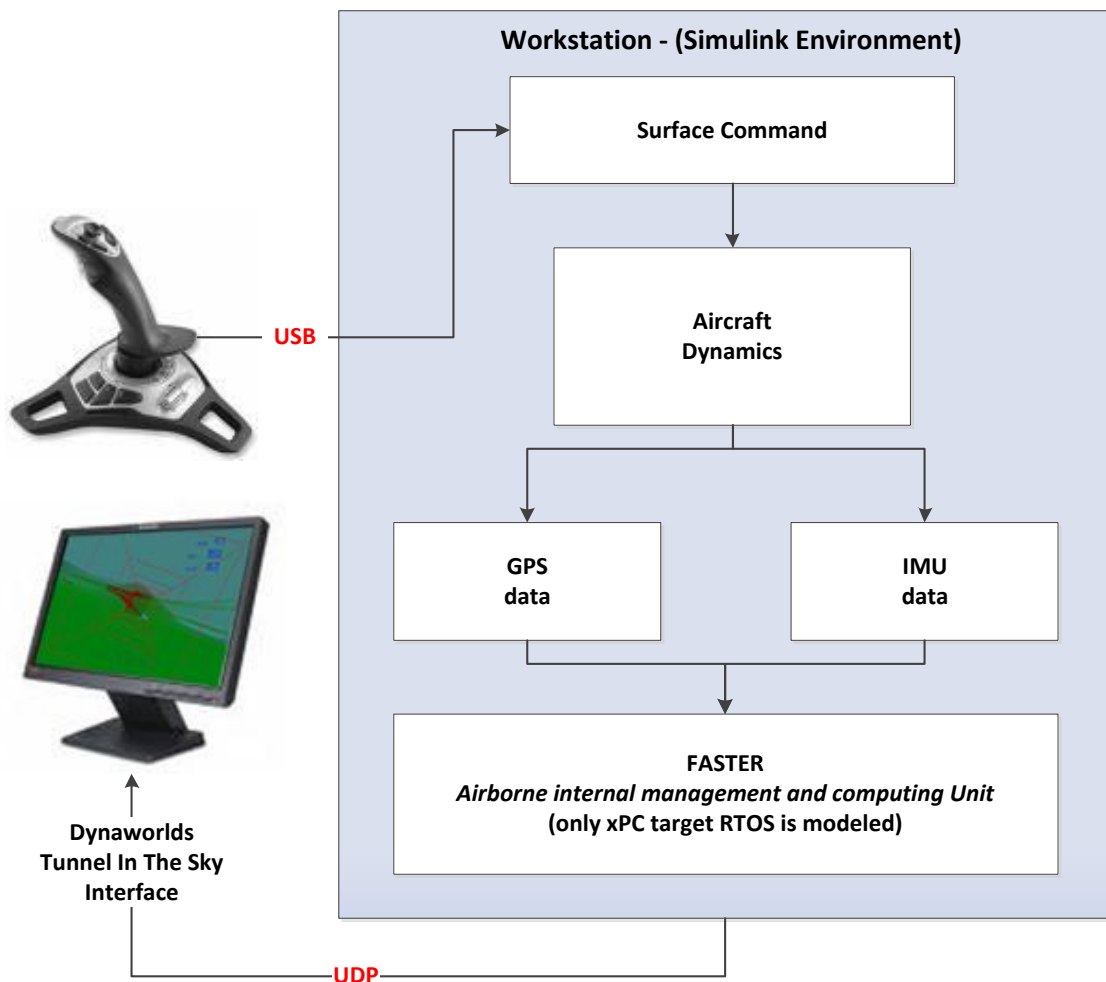 Workstation - (Simulink Environment)
Surface Command
USB
Aircraft
Dynamics
GPS
data
IMU
data
FASTER
Airborne internal management and computing Unit
(only xPC target RTOS is modeled)
Dynaworlds
Tunnel In The Sky
Interface
UDP